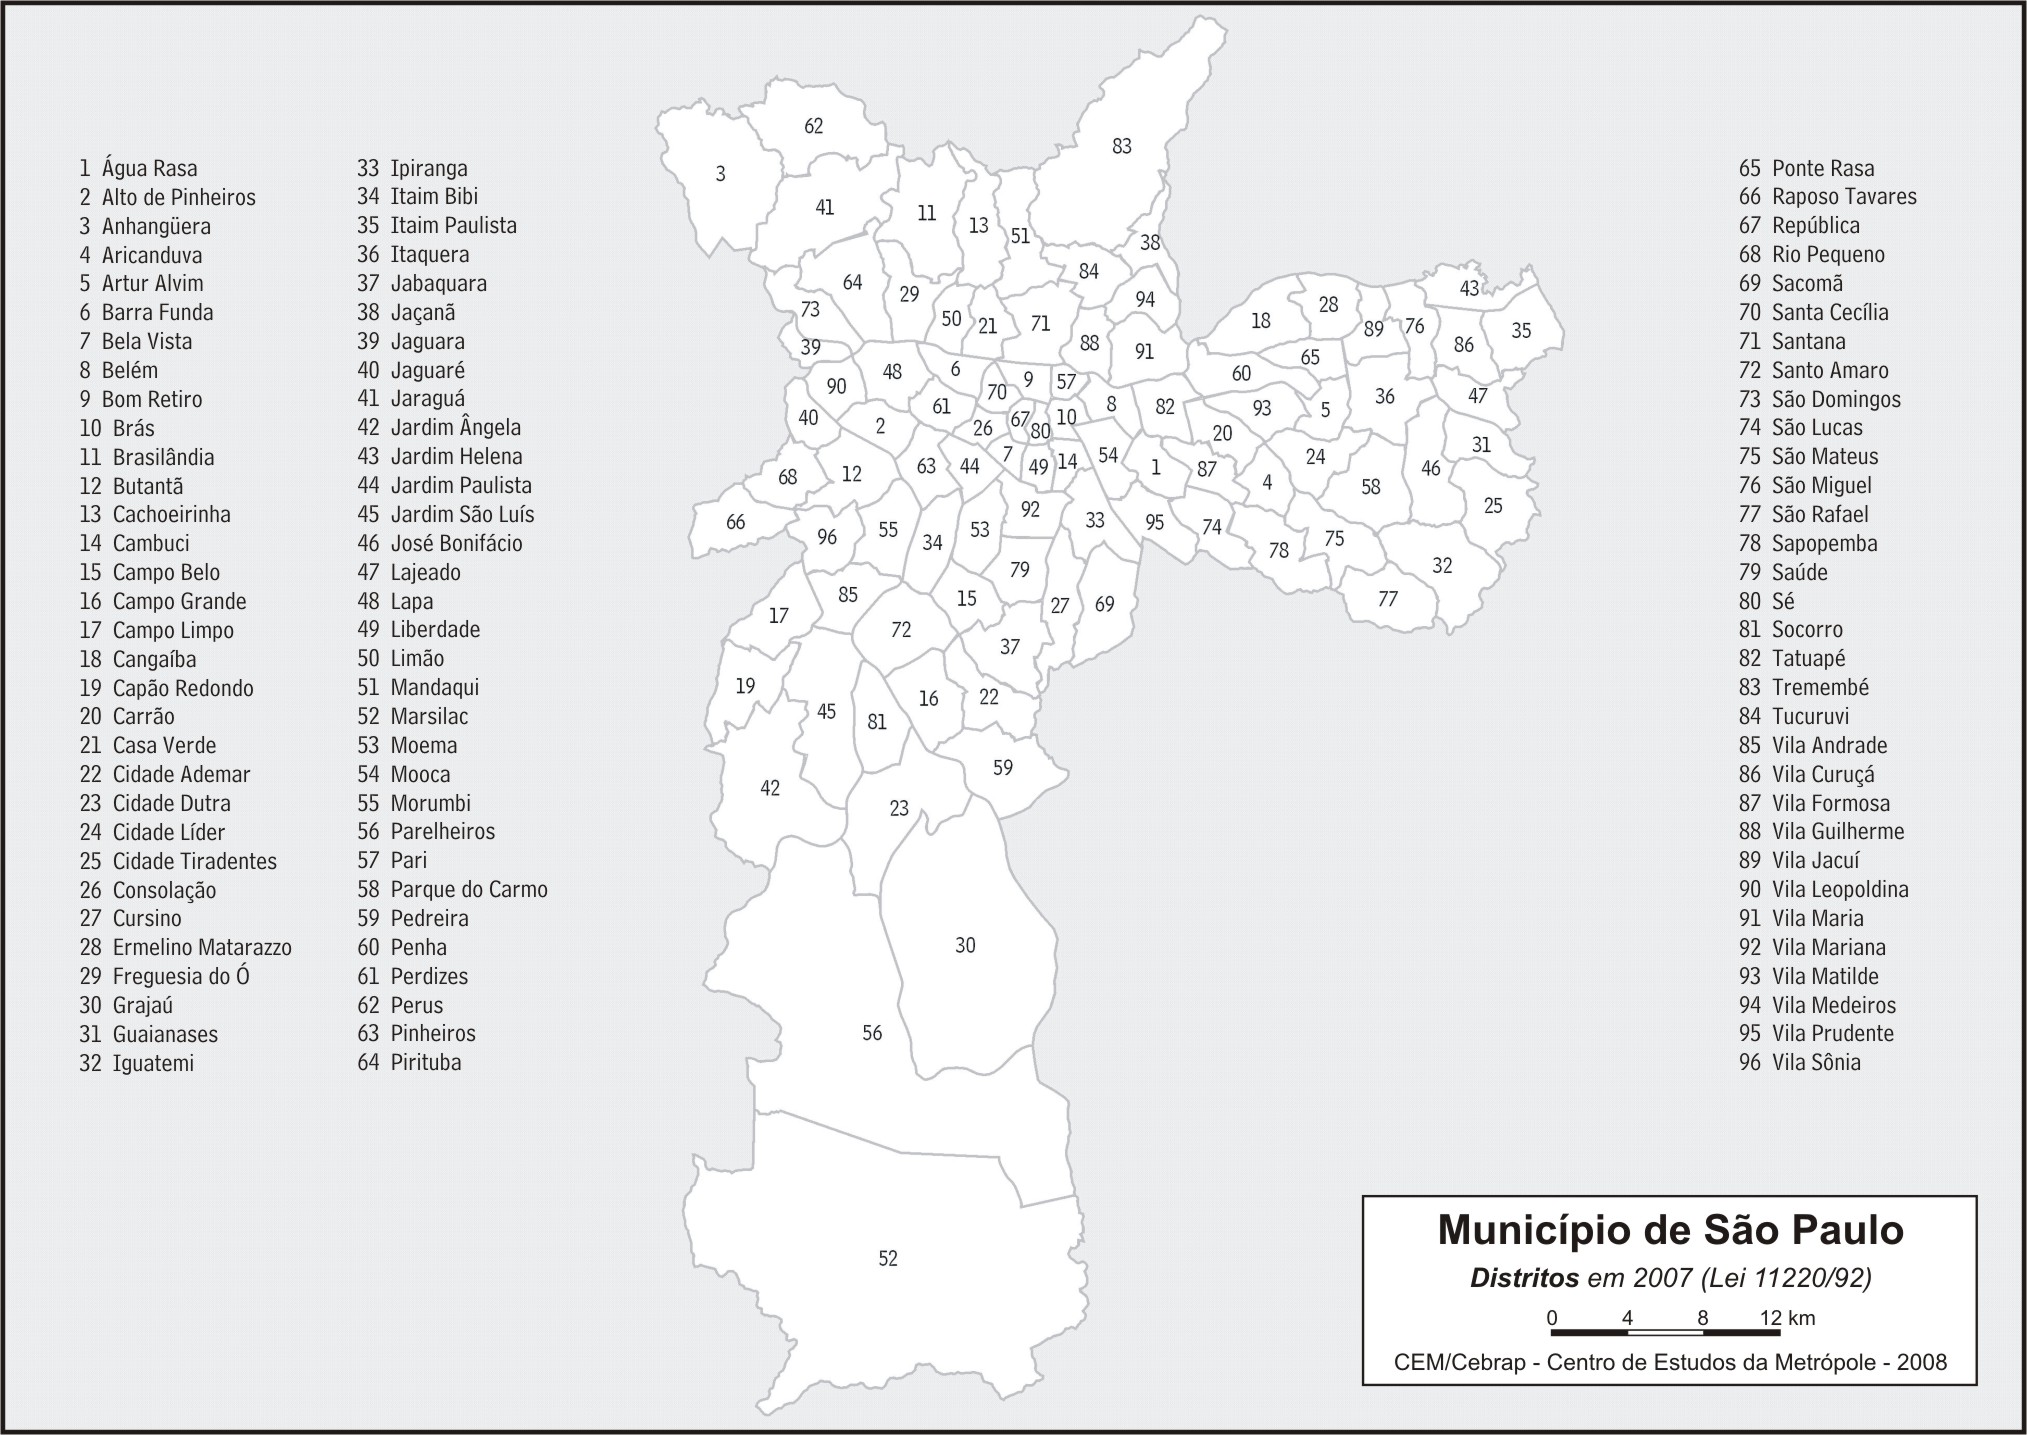 1 Água Rasa
2 Alto de Pinheiros
3 Anhangüera
4 Aricanduva
5 Artur Alvim
6 Barra Funda
7 Bela Vista
8 Belém
9 Bom Retiro
10 Brás
11 Brasilândia
12 Butantã
13 Cachoeirinha
14 Cambuci
15 Campo Belo
16 Campo Grande
17 Campo Limpo
18 Cangaíba
19 Capão Redondo
20 Carrão
21 Casa Verde
22 Cidade Ademar
23 Cidade Dutra
24 Cidade Líder
25 Cidade Tiradentes
26 Consolação
27 Cursino
28 Ermelino Matarazzo
29 Freguesia do Ó
30 Grajaú
31 Guaianases
32 Iguatemi
33 Ipiranga
34 Itaim Bibi
35 Itaim Paulista
36 Itaquera
37 Jabaquara
38 Jaçanã
39 Jaguara
40 Jaguaré
41 Jaraguá
42 Jardim Ângela
43 Jardim Helena
44 Jardim Paulista
45 Jardim São Luís
46 José Bonifácio
47 Lajeado
48 Lapa
49 Liberdade
50 Limão
51 Mandaqui
52 Marsilac
53 Moema
54 Mooca
55 Morumbi
56 Parelheiros
57 Pari
58 Parque do Carmo
59 Pedreira
60 Penha
61 Perdizes
62 Perus
63 Pinheiros
64 Pirituba
62
83
3
41
11
13
51
38
84
64
29
94
73
50
21
71
88
91
39
48
6
90
70
9
57
40
2
61
26
67
80
10
8
82
18
28
89
76
43
86
35
65
60
93
5
36
47
20
24
31
68
12
63
44
7
49
14
54
1
87
4
58
46
25
66
96
55
34
53
92
33
95
74
78
75
32
77
17
85
72
15
79
27
69
37
19
45
81
16
22
42
23
59
30
56
52
65 Ponte Rasa
66 Raposo Tavares
67 República
68 Rio Pequeno
69 Sacomã
70 Santa Cecília
71 Santana
72 Santo Amaro
73 São Domingos
74 São Lucas
75 São Mateus
76 São Miguel
77 São Rafael
78 Sapopemba
79 Saúde
80 Sé
81 Socorro
82 Tatuapé
83 Tremembé
84 Tucuruvi
85 Vila Andrade
86 Vila Curuçá
87 Vila Formosa
88 Vila Guilherme
89 Vila Jacuí
90 Vila Leopoldina
91 Vila Maria
92 Vila Mariana
93 Vila Matilde
94 Vila Medeiros
95 Vila Prudente
96 Vila Sônia
Município de São Paulo
Distritos em 2007 (Lei 11220/92)
0 4 8 12 km
CEM/Cebrap - Centro de Estudos da Metrópole - 2008